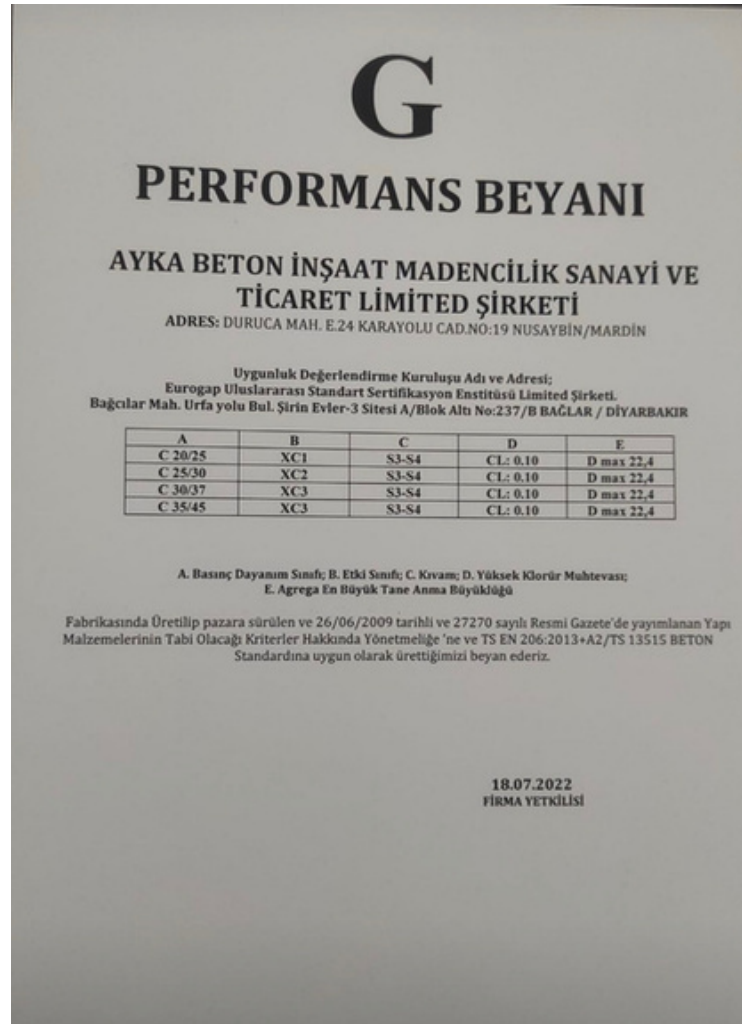 G
PERFORMANS BEYANI
AYKA BETON İNŞAAT MADENCİLİK SANAYİ VE
TİCARET LİMİTED ŞİRKETİ
ADRES: DURUCA MAH. E.24 KARAYOLU CAD.NO:19 NUSAYBİN/MARDİN
Uygunluk Değerlendirme Kuruluşu Adı ve Adresi;
Eurogap Uluslararası Standart Sertifikasyon Enstitüsü Limited Şirketi.
Bağcılar Mah. Urfa yolu Bul. Şirin Evler-3 Sitesi A/Blok Altı No:237/B BAĞLAR / DİYARBAKIR
A B C D E
C 20/25 XC1 S3-S4 CL: 0.10 D max 22,4
C 25/30 XC2 S3-S4 CL: 0.10 D max 22,4
C 30/37 XC3 S3-S4 CL: 0.10 D max 22,4
C 35/45 XC3 S3-S4 CL: 0.10 D max 22,4
A. Basınç Dayanım Sınıfı; B. Etki Sınıfı; C. Kıvam; D. Yüksek Klorür Muhtevası;
E. Agrega En Büyük Tane Anma Büyüklüğü
Fabrikasında Üretilip pazara sürülen ve 26/06/2009 tarihli ve 27270 sayılı Resmi Gazete'de yayımlanan Yapı
Malzemelerinin Tabi Olacağı Kriterler Hakkında Yönetmeliğe 'ne ve TS EN 206:2013+A2/TS 13515 BETON
Standardına uygun olarak ürettiğimizi beyan ederiz.
18.07.2022
FİRMA YETKİLİSİ